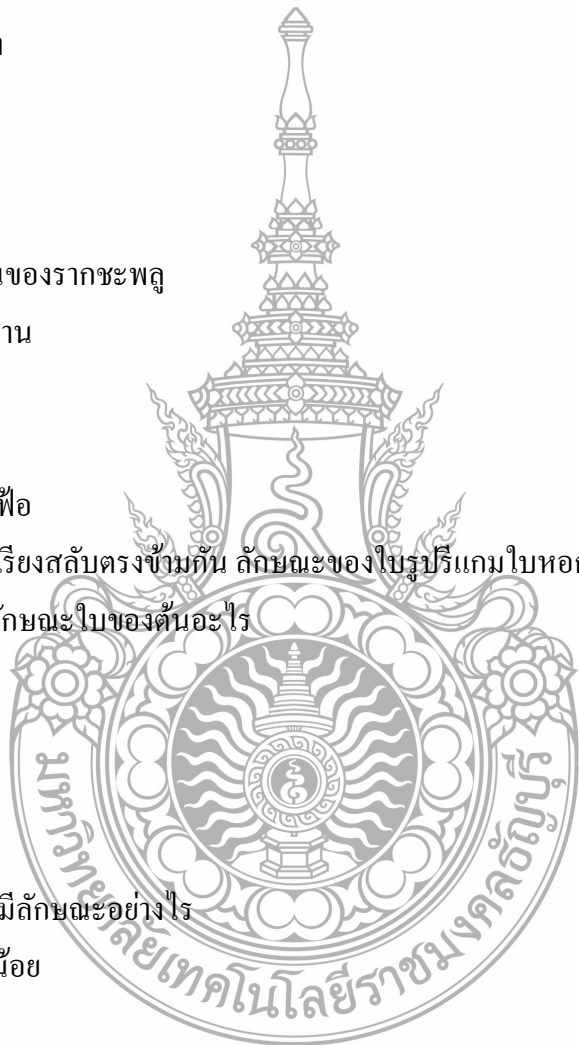 นของรากชะพลู
าน
ฟ้อ
เรียงสลับตรงข้ามกัน ลักษณะของใบรูปรีแกมใบหอก
ลักษณะใบของต้นอะไร
มีลักษณะอย่างไร
น้อย
มหาวิทยาลัยเทคโนโลยีราชมงคลธัญบุรี